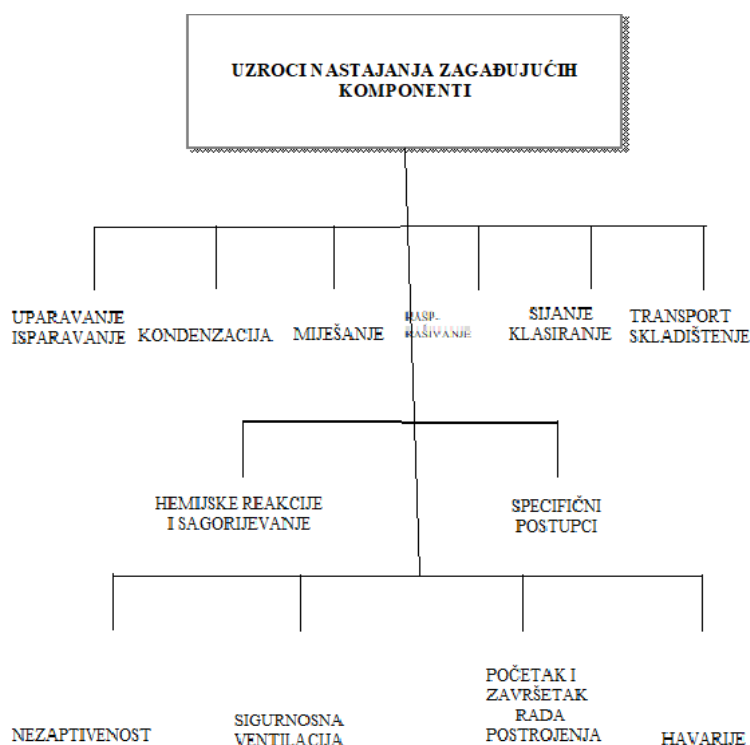 UZROCI NASTAJANJA ZAGAĐUJUĆIH
KOMPONENTI
UPARAVANJE
ISPARAVANJE
KONDENZACIJA
MIJEŠANJE
RASP-
RAŠIVANJE
SIJANJE
KLASIRANJE
TRANSPORT
SKLADIŠTENJE
HEMIJSKE REAKCIJE
I SAGORIJEVANJE
SPECIFIČNI
POSTUPCI
NEZAPTIVENOST
SIGURNOSNA
VENTILACIJA
POČETAK I
ZAVRŠETAK
RADA
POSTROJENJA
HAVARIJE